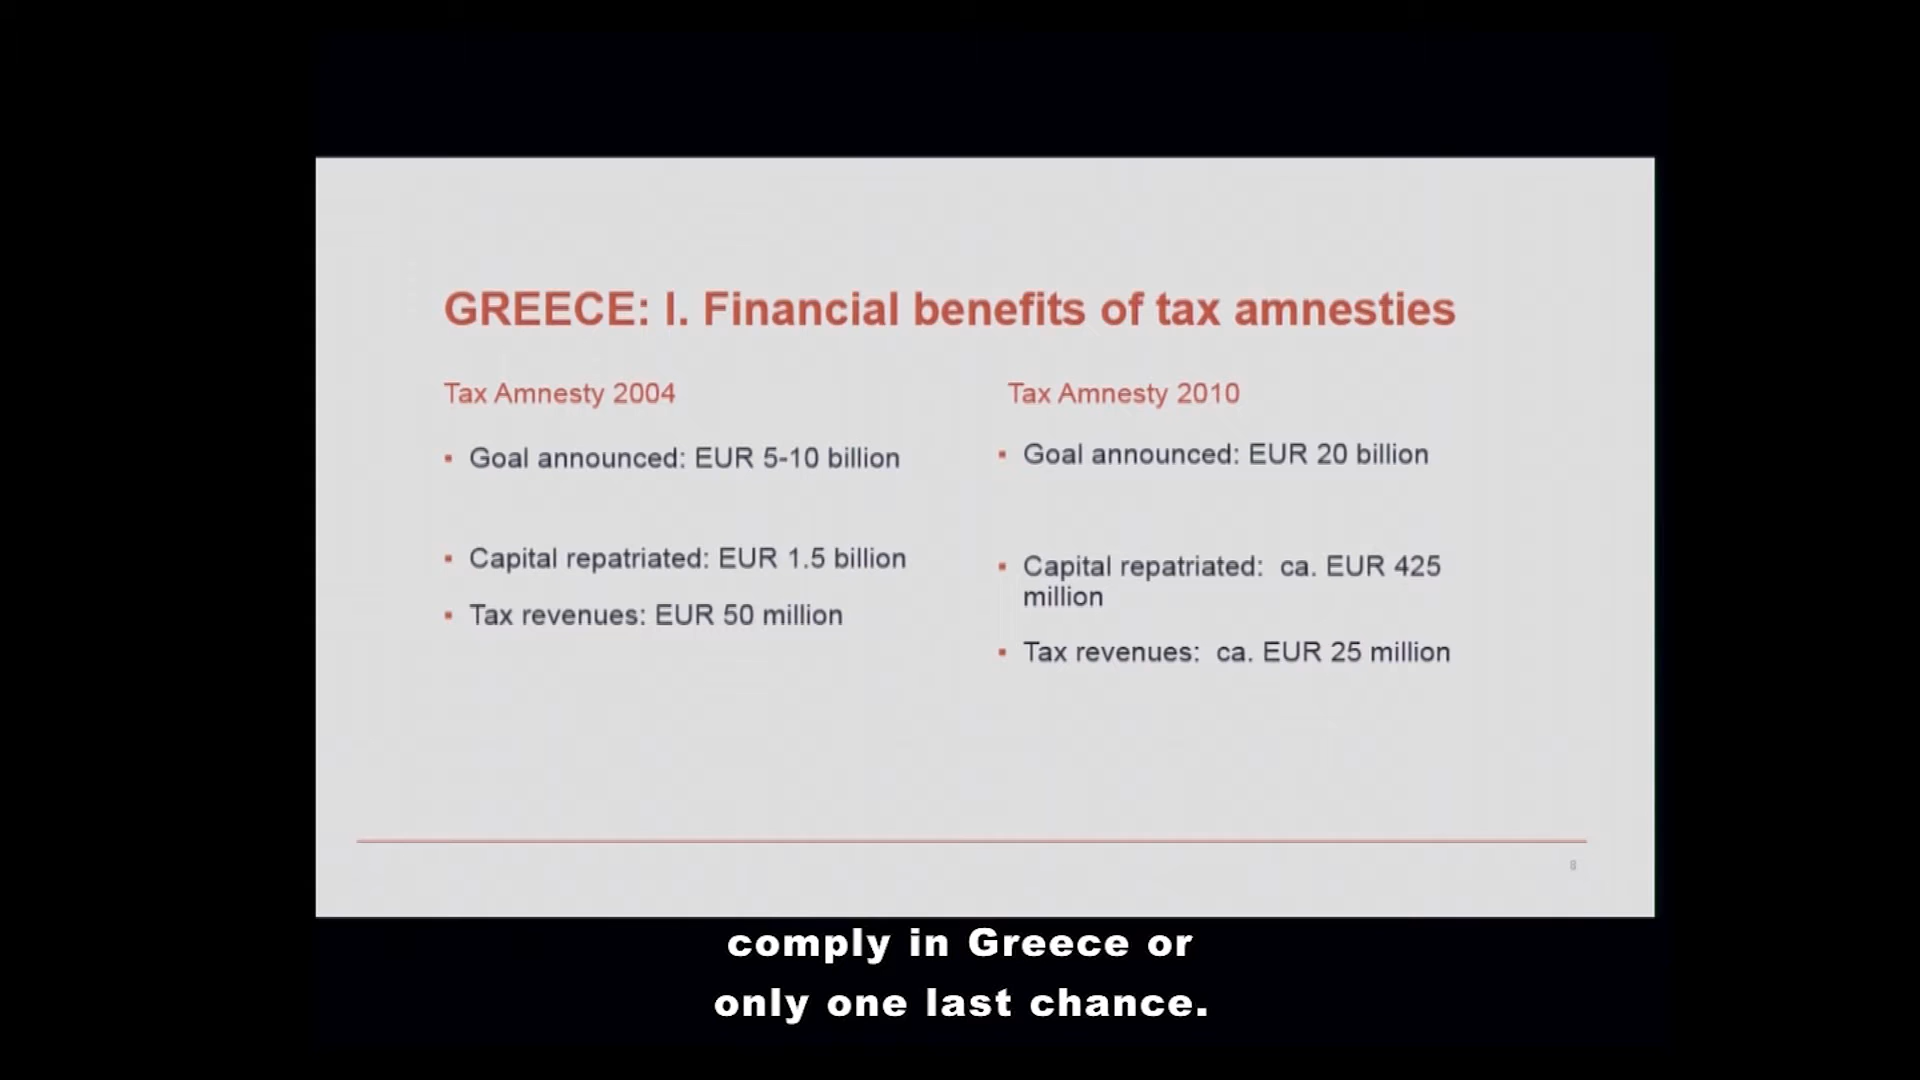 GREECE: I. Financial benefits of tax amnesties
Tax Amnesty 2004
▪ Goal announced: EUR 5-10 billion
▪ Capital repatriated: EUR 1.5 billion
▪ Tax revenues: EUR 50 million
Tax Amnesty 2010
▪ Goal announced: EUR 20 billion
▪ Capital repatriated: ca. EUR 425
million
▪ Tax revenues: ca. EUR 25 million
8
comply in Greece or
only one last chance.